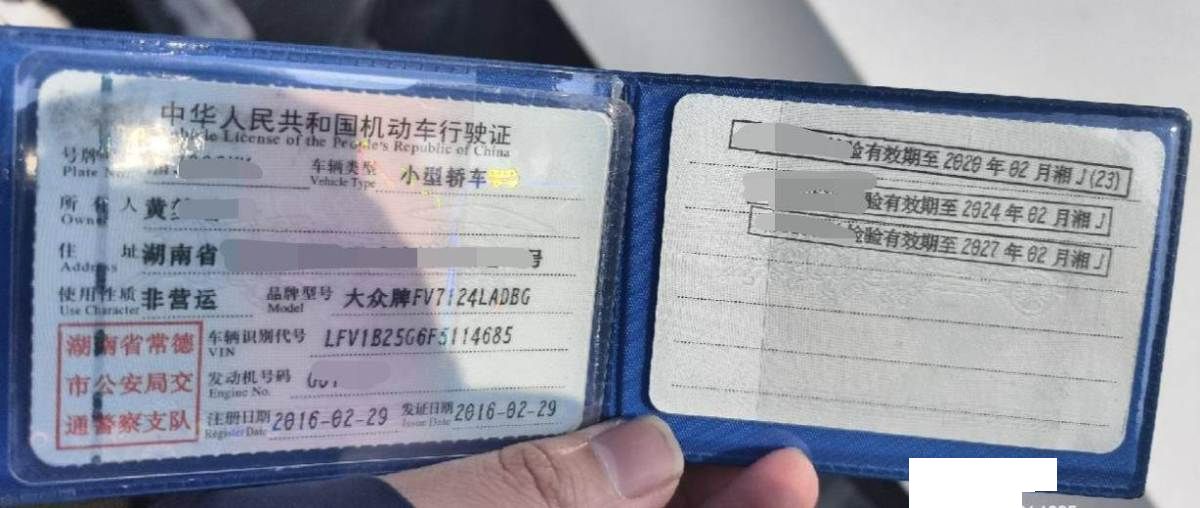 中华人民共和国机动车行驶证
Vehicle License of the People's Republic of China
号牌
Plate No.
车辆类型 小型轿车
Vehicle Type
所有人 黄
Owner
住址 湖南省 号
Address
使用性质 非营运
Use Character
品牌型号 大众牌FV7124LADBG
Model
湖南省常德
市公安局交
通警察支队
车辆识别代号 LFV1B25G6F5114685
VIN
发动机号码
Engine No.
注册日期 2016-02-29
Register Date
发证日期 2016-02-29
Issue Date
验有效期至2020年02月湘J(23)
验有效期至2024年02月湘J
检验有效期至2027年02月湘J